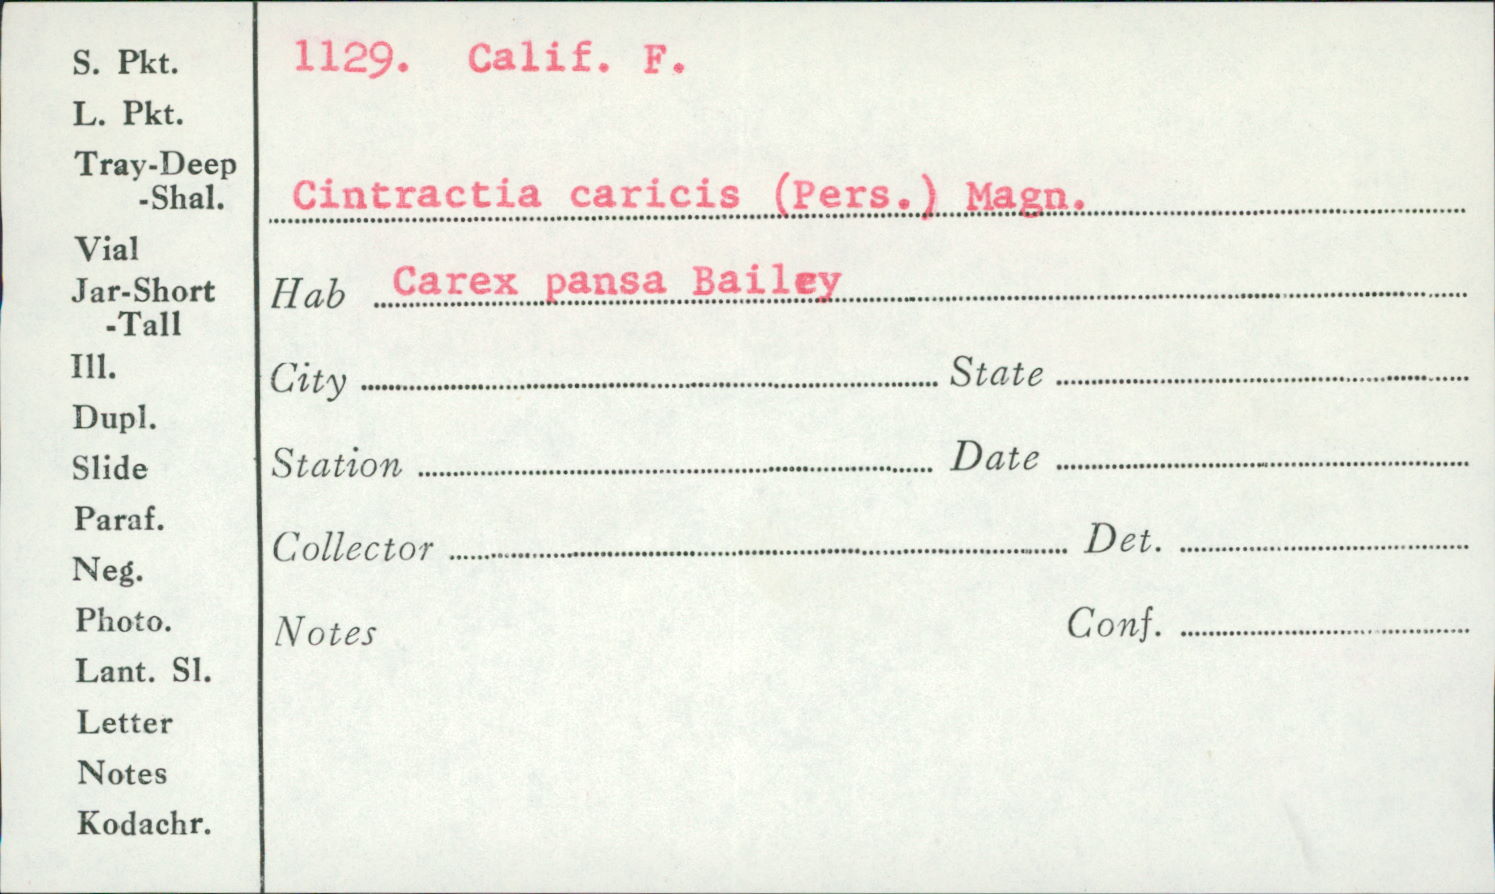 S. Pkt.
L. Pkt.
Tray-Deep
-Shal.
Vial
Jar-Short
-Tall
Ill.
Dupl.
Slide
Paraf.
Neg.
Photo.
Lant. Sl.
Letter
Notes
Kodachr.
1129. Calif. F.
Cintractia caricis (Pers.) Magn.
Hab Carex pansa Bailey
City State
Station Date
Collector Det.
Notes Conf.